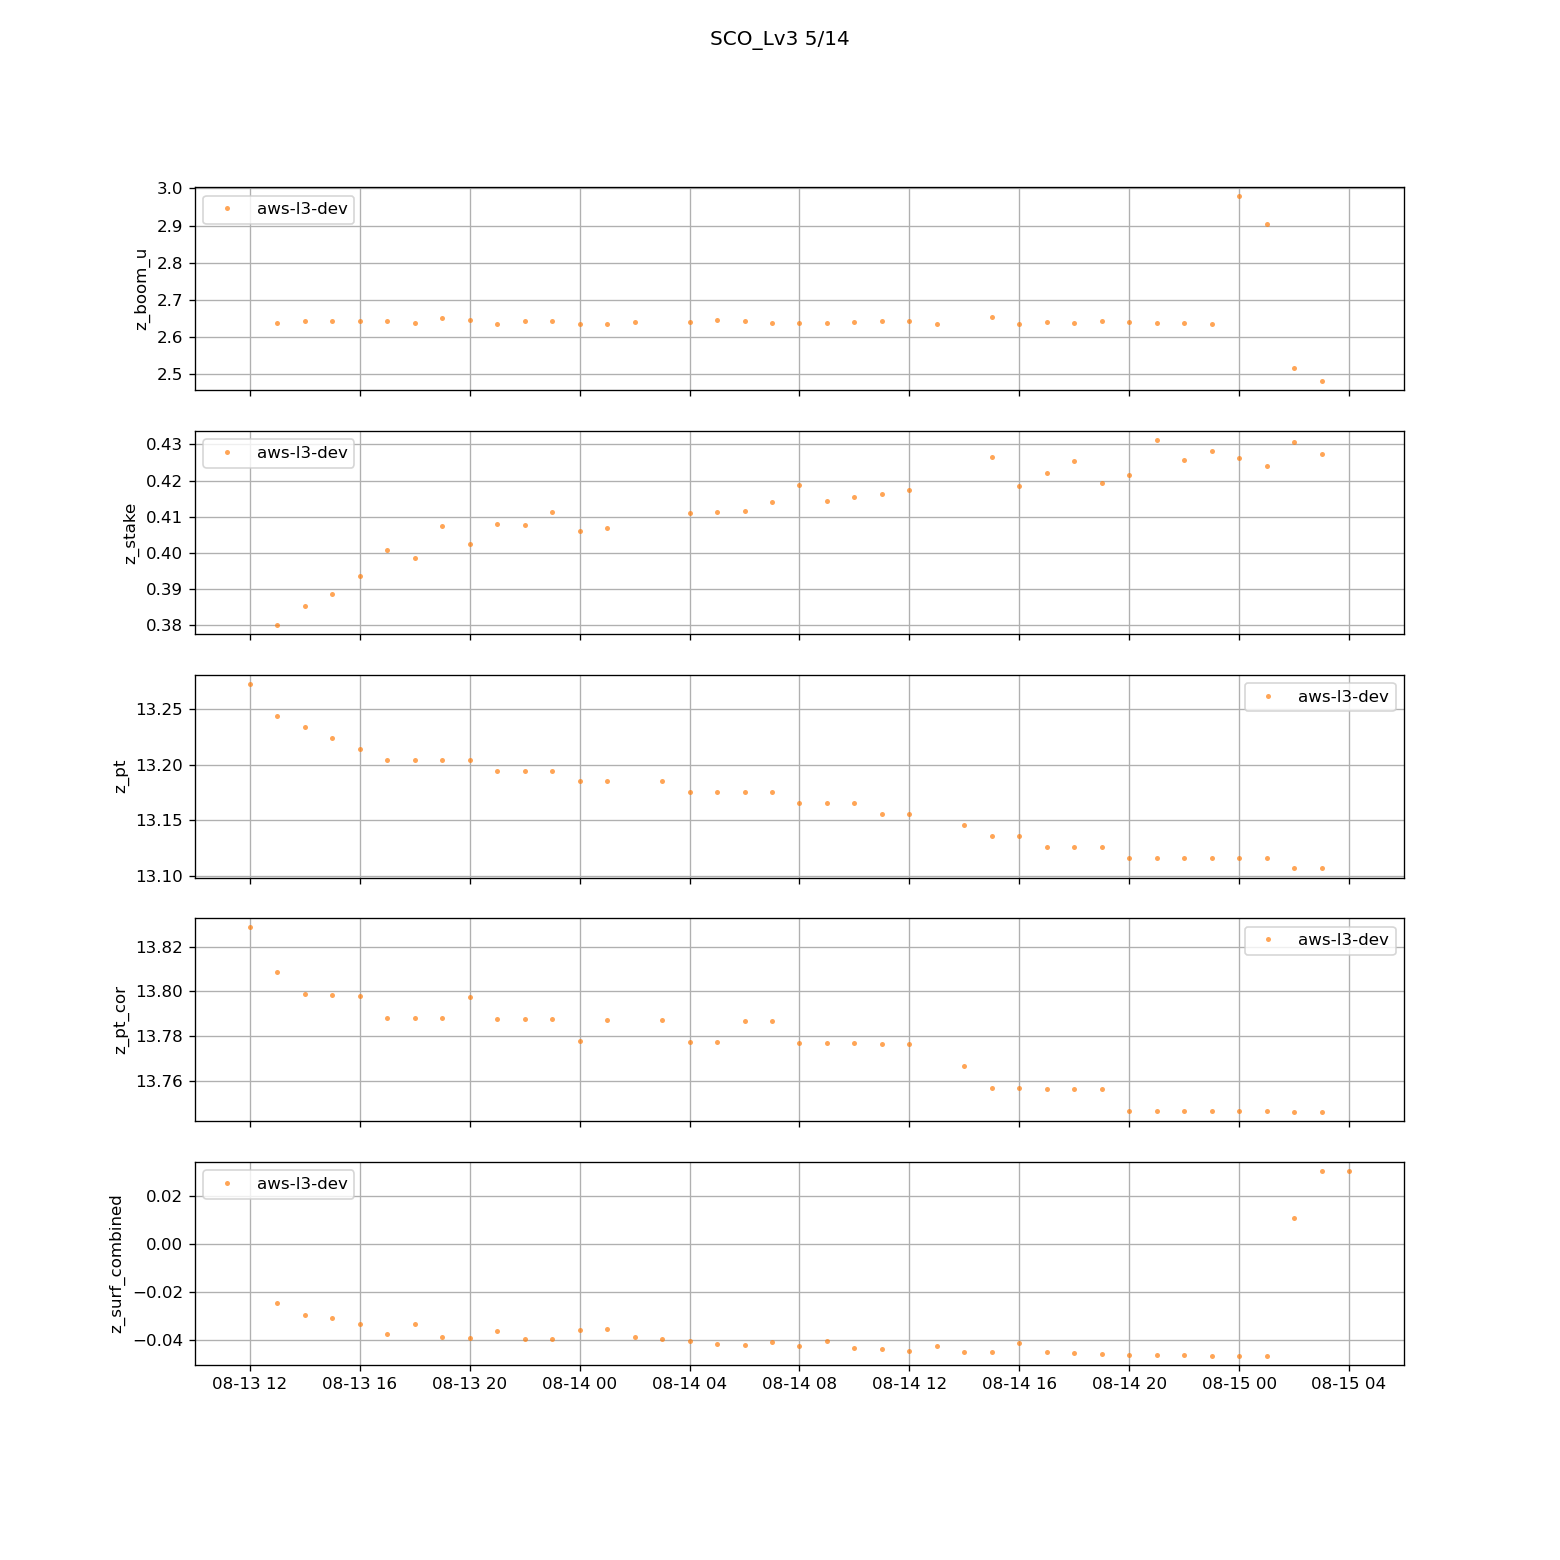 SCO_Lv3 5/14
z_boom_u
3.0
2.9
2.8
2.7
2.6
2.5
aws-l3-dev
z_stake
0.43
0.42
0.41
0.40
0.39
0.38
aws-l3-dev
z_pt
13.25
13.20
13.15
13.10
aws-l3-dev
z_pt_cor
13.82
13.80
13.78
13.76
aws-l3-dev
z_surf_combined
0.02
0.00
−0.02
−0.04
aws-l3-dev
08-13 12 08-13 16 08-13 20 08-14 00 08-14 04 08-14 08 08-14 12 08-14 16 08-14 20 08-15 00 08-15 04